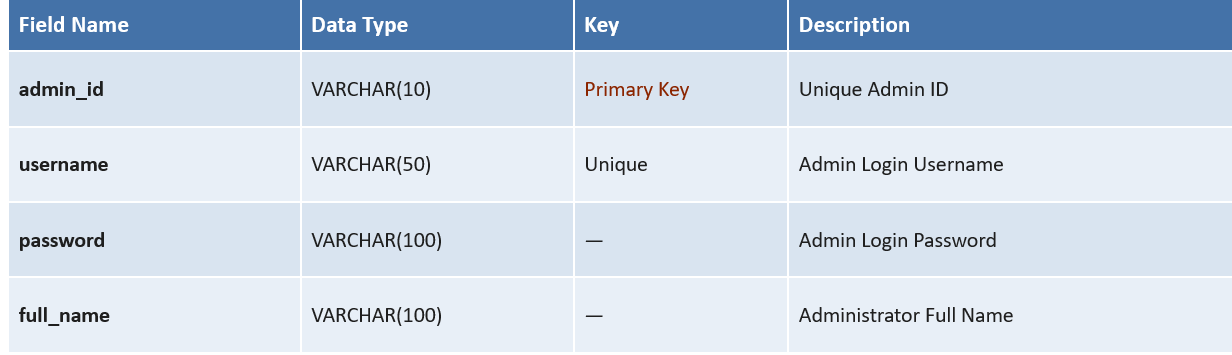 Field Name Data Type Key Description
admin_id VARCHAR(10) Primary Key Unique Admin ID
username VARCHAR(50) Unique Admin Login Username
password VARCHAR(100) — Admin Login Password
full_name VARCHAR(100) — Administrator Full Name